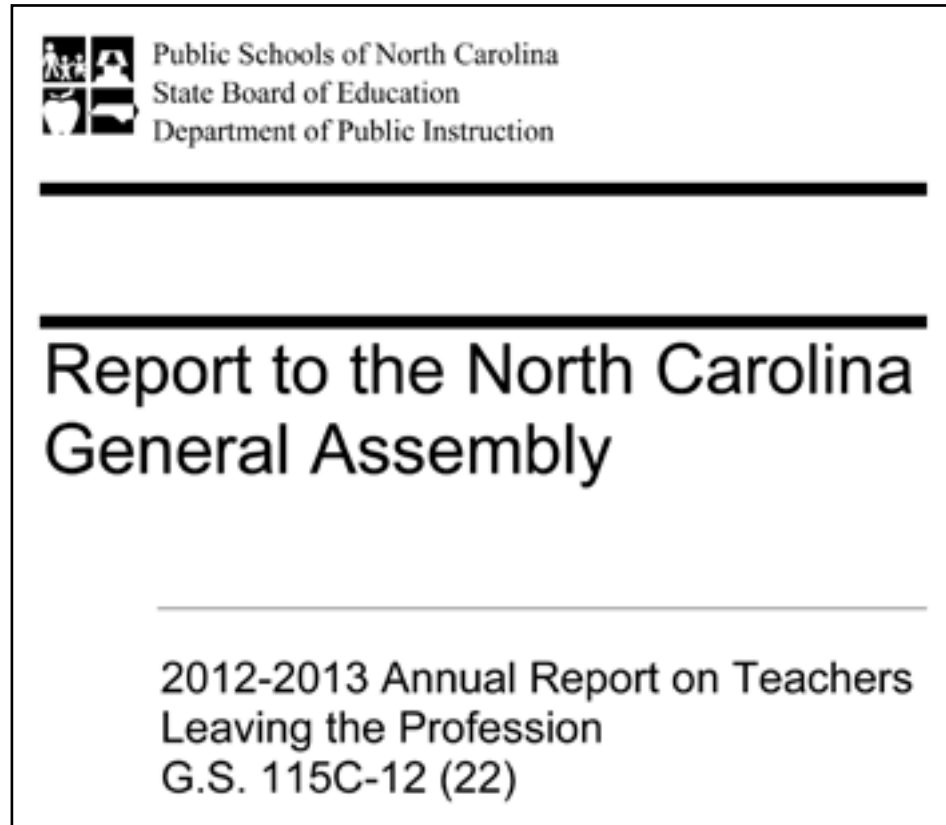 Public Schools of North Carolina
State Board of Education
Department of Public Instruction
Report to the North Carolina
General Assembly
2012-2013 Annual Report on Teachers
Leaving the Profession
G.S. 115C-12 (22)